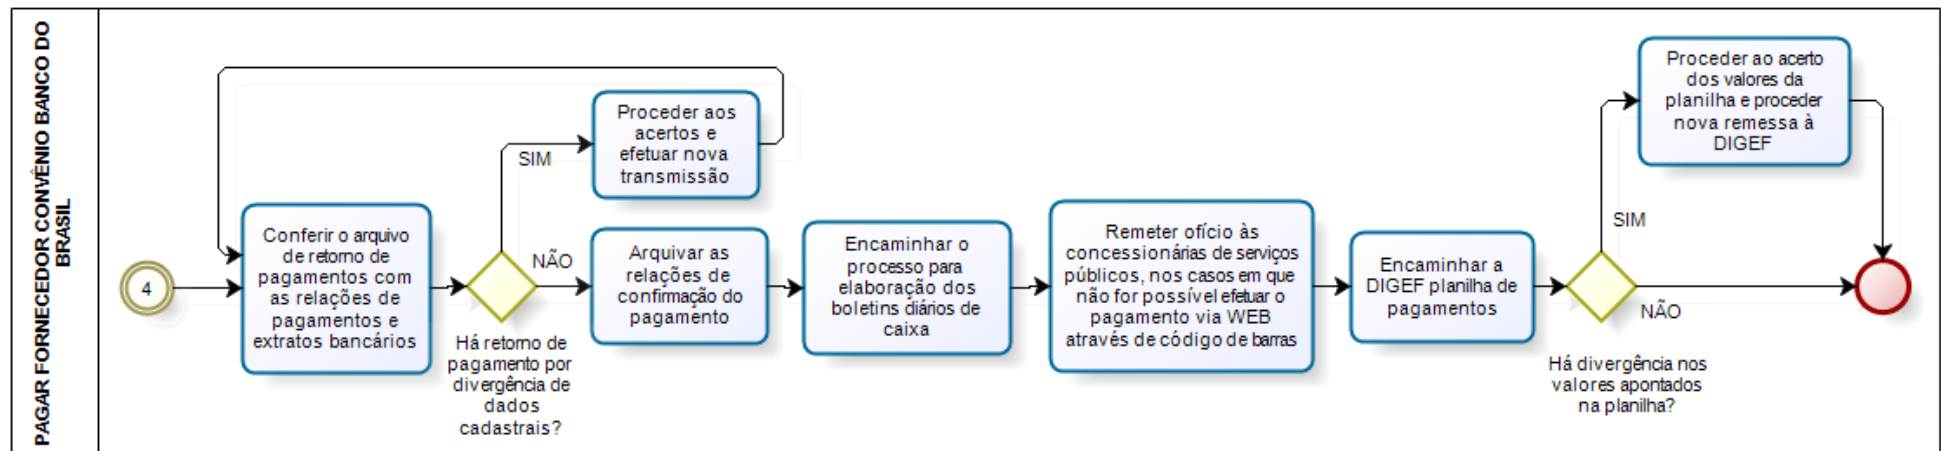 PAGAR FORNECEDOR CONVÊNIO BANCO DO
BRASIL
4
Conferir o arquivo
de retorno de
pagamentos com
as relações de
pagamentos e
extratos bancários
Há retorno de
pagamento por
divergência de
dados
cadastrais?
SIM
Proceder aos
acertos e
efetuar nova
transmissão
NÃO
Arquivar as
relações de
confirmação do
pagamento
Encaminhar o
processo para
elaboração dos
boletins diários
de caixa
Remeter ofício às
concessionárias de serviços
públicos, nos casos em que
não for possível efetuar o
pagamento via WEB
através de código de barras
Encaminhar a
DIGEF planilha de
pagamentos
Há divergência nos
valores apontados
na planilha?
SIM
Proceder ao acerto
dos valores da
planilha e proceder
nova remessa à
DIGEF
NÃO